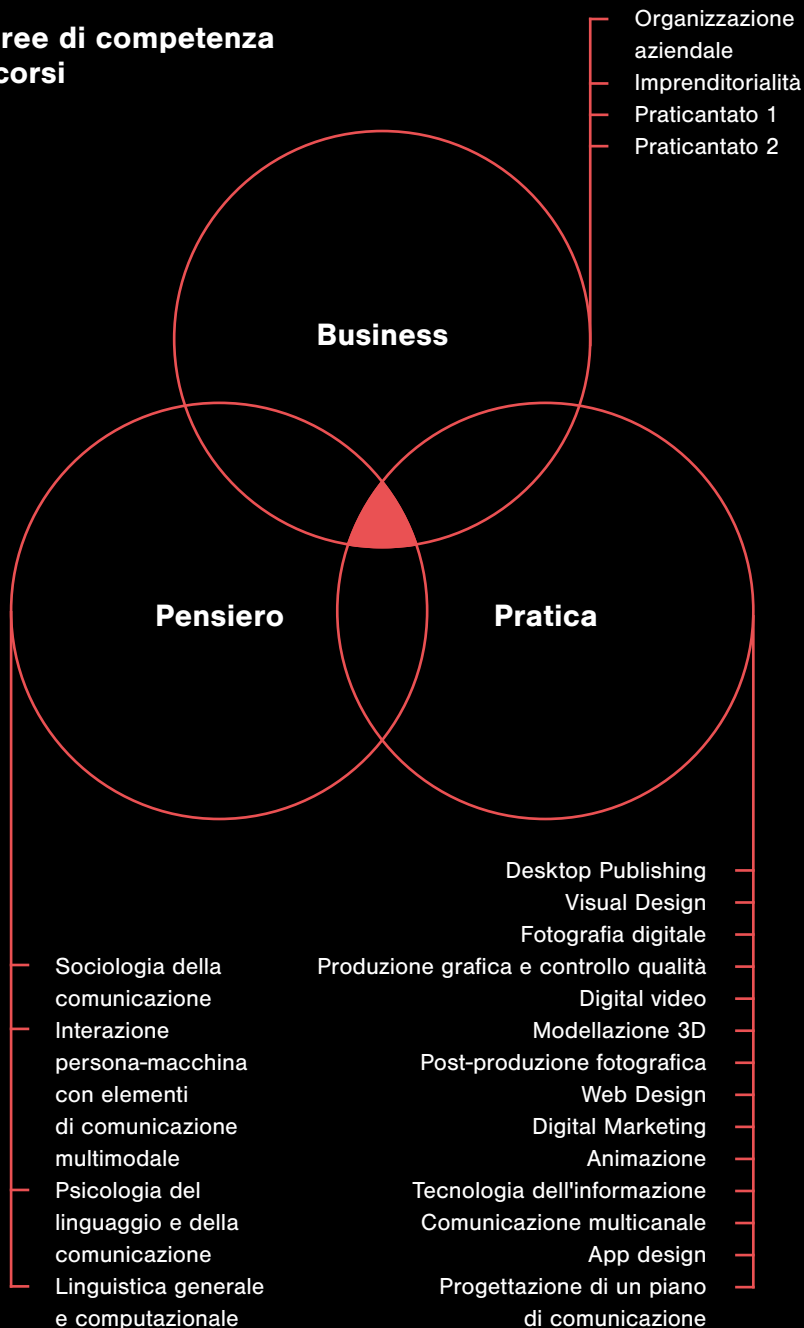 ree di competenza
corsi
Organizzazione
aziendale
Imprenditorialità
Praticantato 1
Praticantato 2
Business
Pensiero
Pratica
Sociologia della
comunicazione
Interazione
persona-macchina
con elementi
di comunicazione
multimodale
Psicologia del
linguaggio e della
comunicazione
Linguistica generale
e computazionale
Desktop Publishing
Visual Design
Fotografia digitale
Produzione grafica e controllo qualità
Digital video
Modellazione 3D
Post-produzione fotografica
Web Design
Digital Marketing
Animazione
Tecnologia dell'informazione
Comunicazione multicanale
App design
Progettazione di un piano
di comunicazione